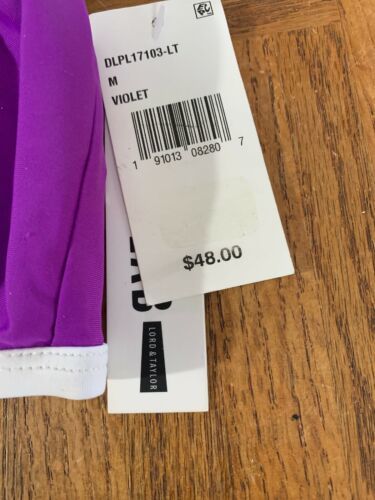 DLPL17103-LT
M
VIOLET
1 91013 08280 7
$48.00
LORD & TAYLOR